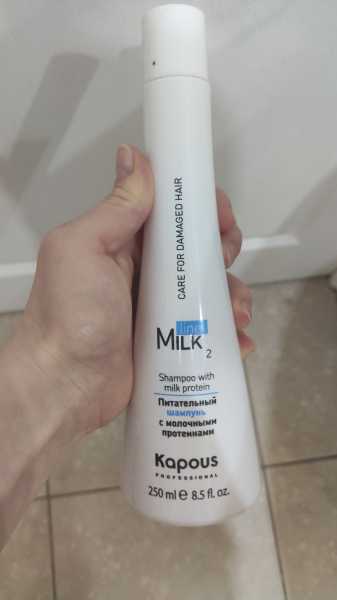 CARE FOR DAMAGED HAIR
line
MILK
2
Shampoo with
milk protein
Питательный
шампунь
с молочными
протеинами
Kapous
PROFESSIONAL
250 ml ℮ 8.5 fl. oz.